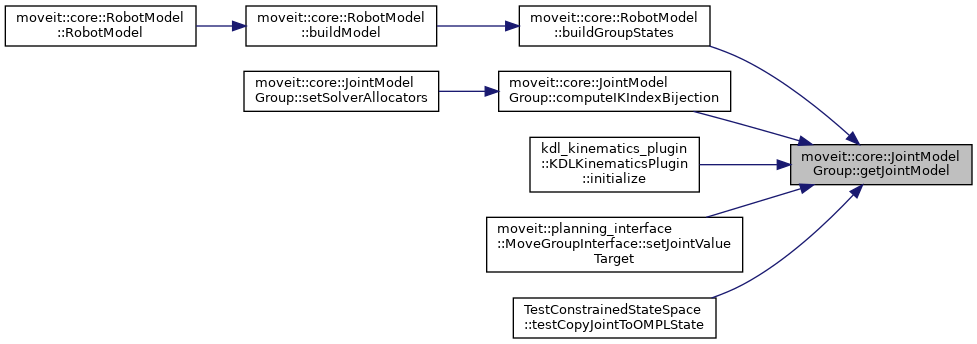 moveit::core::RobotModel
::RobotModel
moveit::core::RobotModel
::buildModel
moveit::core::RobotModel
::buildGroupStates
moveit::core::JointModel
Group::setSolverAllocators
moveit::core::JointModel
Group::computeIKIndexBijection
kdl_kinematics_plugin
::KDLKinematicsPlugin
::initialize
moveit::core::JointModel
Group::getJointModel
moveit::planning_interface
::MoveGroupInterface::setJointValue
Target
TestConstrainedStateSpace
::testCopyJointToOMPLState